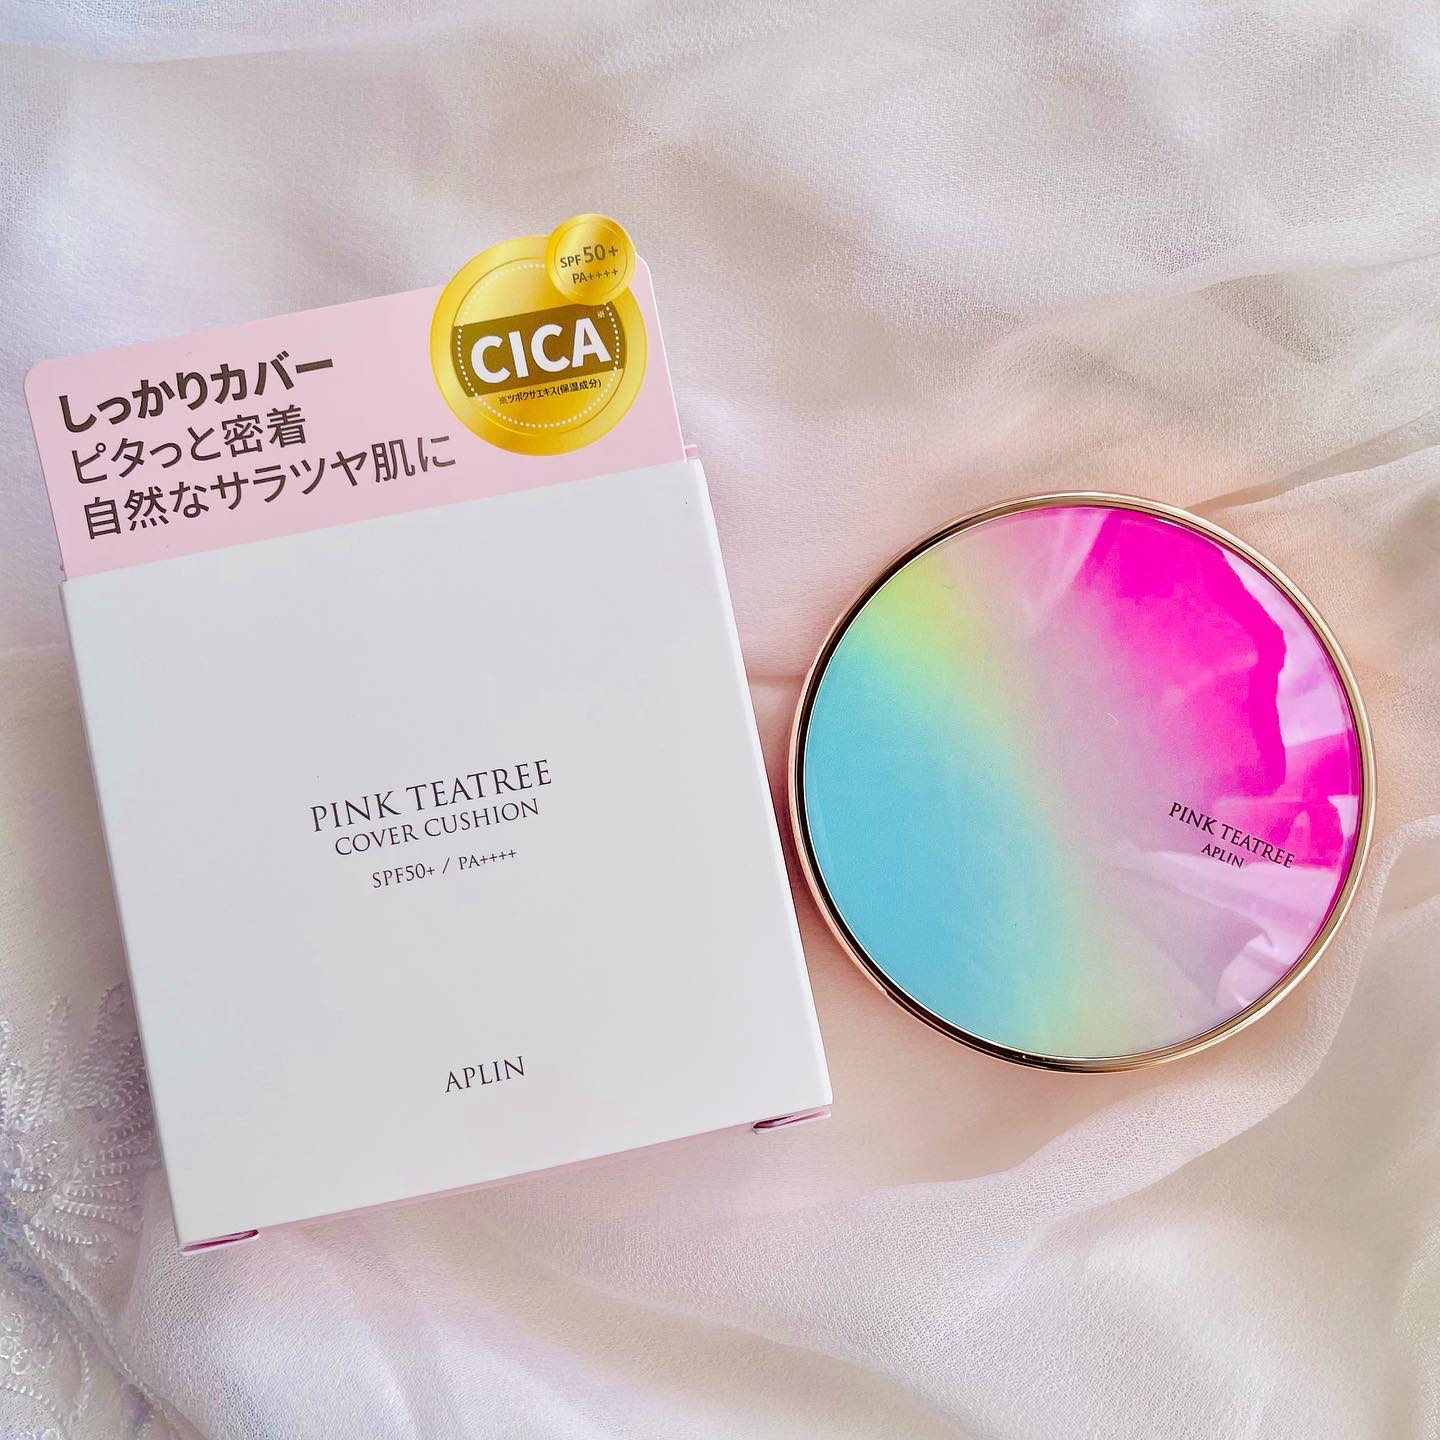 SPF50+
PA++++
CICA※
※ツボクサエキス(保湿成分)
しっかりカバー
ピタっと密着
自然なサラツヤ肌に
PINK TEATREE
COVER CUSHION
SPF50+ / PA++++
APLIN
PINK TEATREE
APLIN